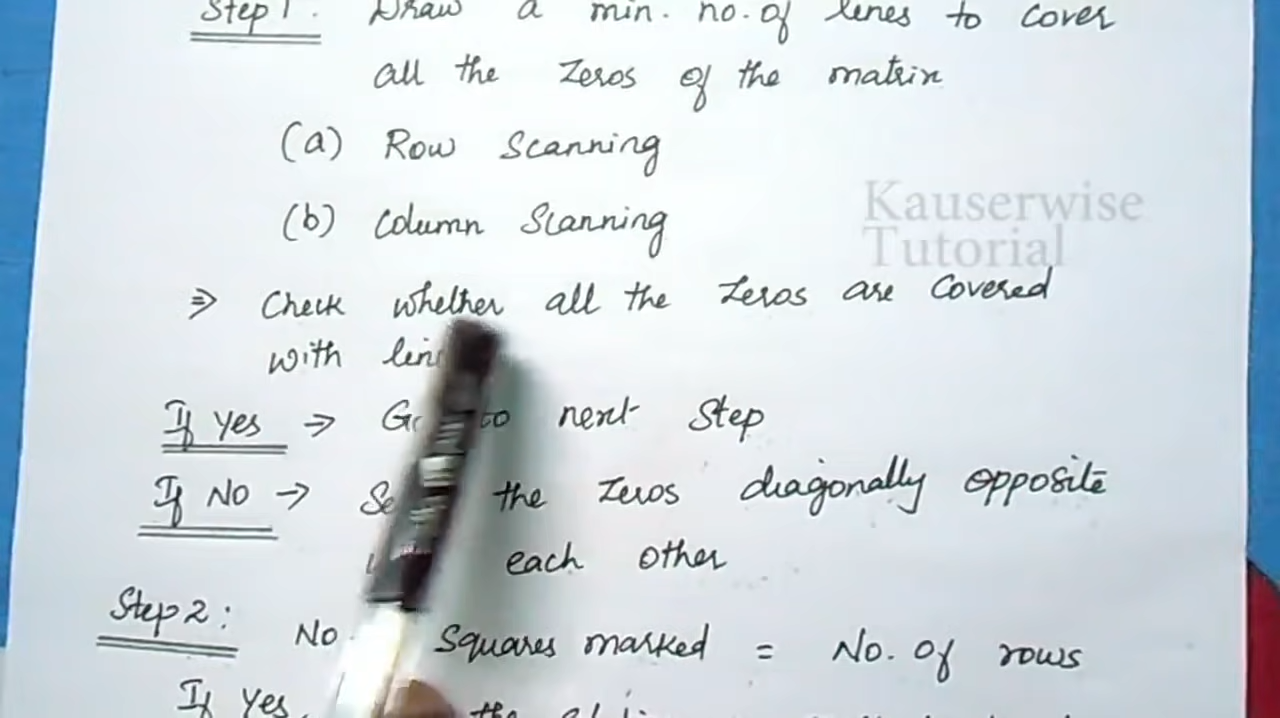 Step 1: Draw a min. no. of lines to cover
all the Zeros of the matrix
(a) Row Scanning
(b) Column Scanning
Kauserwise
Tutorial
⇒ Check whether all the Zeros are Covered
with
If Yes → to next Step
If No → the Zeros diagonally opposite
each other
Step 2: No. Squares marked = No. Of rows
If Yes, the